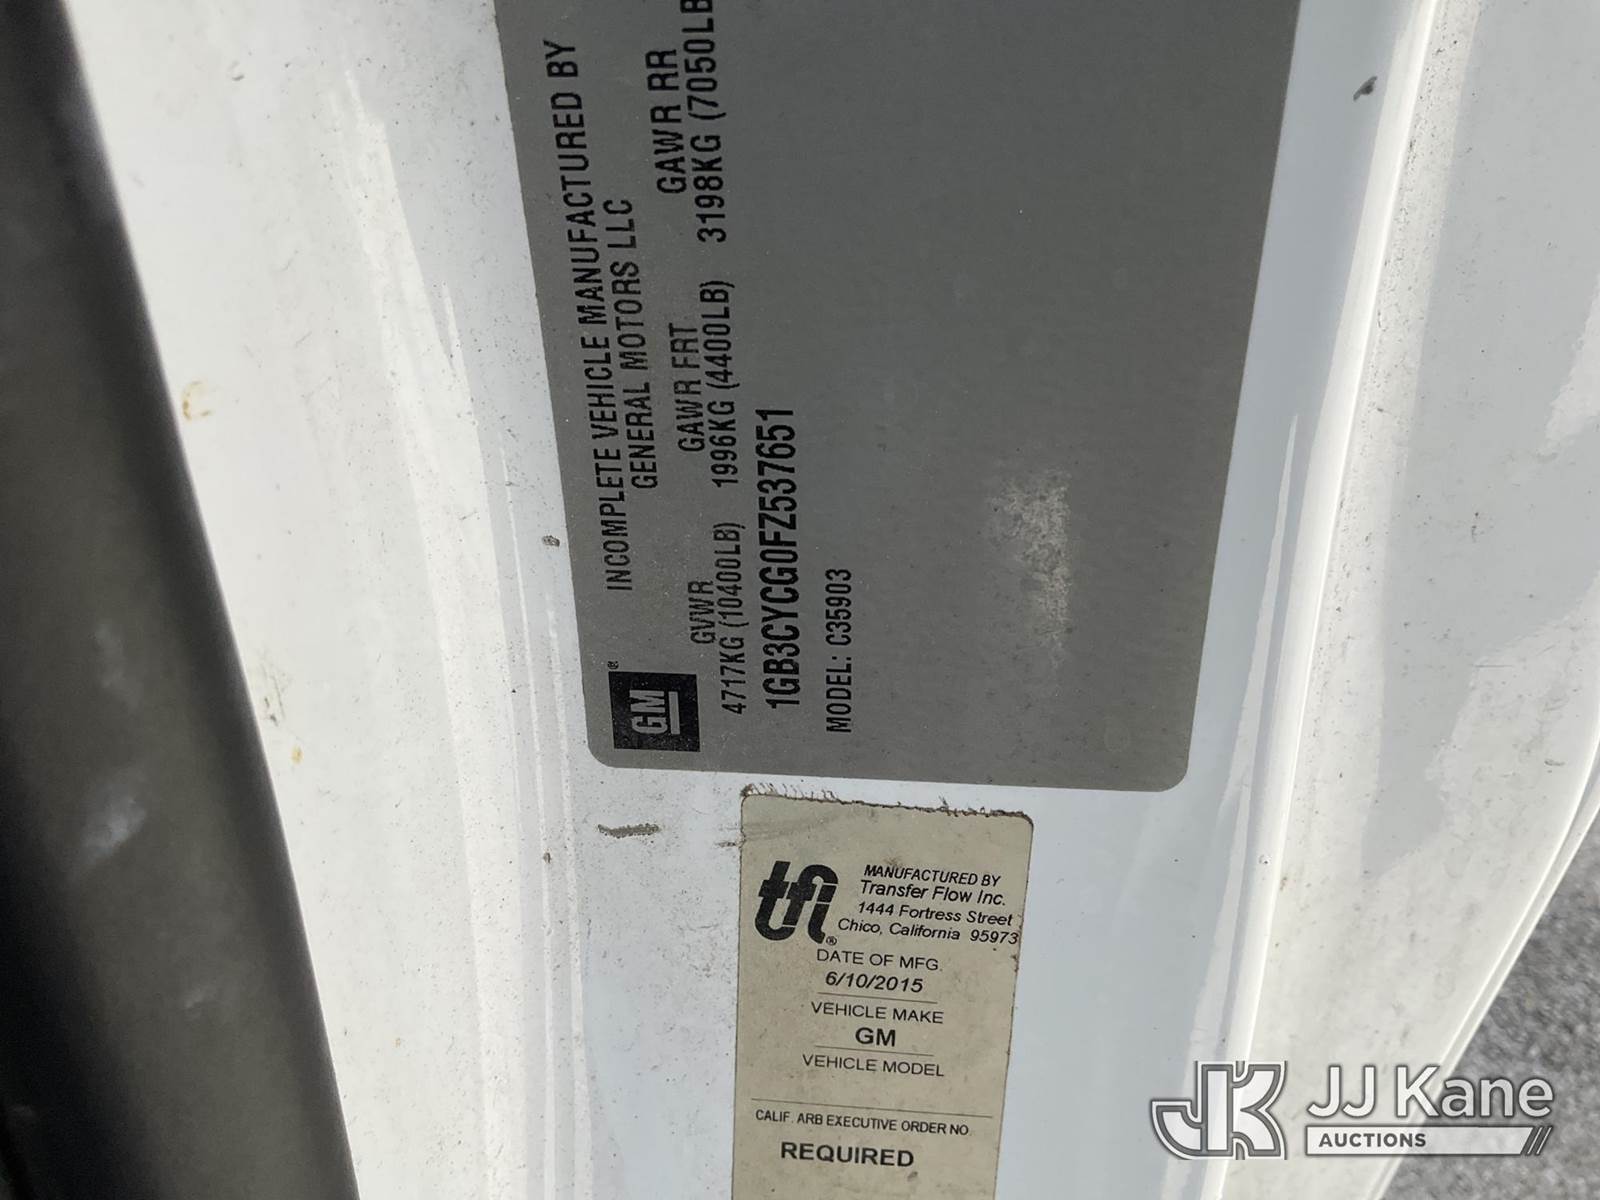 INCOMPLETE VEHICLE MANUFACTURED BY
GENERAL MOTORS LLC
GM
GVWR GAWR FRT GAWR RR
4717KG (10400LB) 1996KG (4400LB) 3198KG (7050LB
1GB3CYCG0FZ537651
MODEL: C35903
tfi
MANUFACTURED BY
Transfer Flow Inc.
1444 Fortress Street
Chico, California 95973
DATE OF MFG.
6/10/2015
VEHICLE MAKE
GM
VEHICLE MODEL
CALIF. ARB EXECUTIVE ORDER NO.
REQUIRED
JK JJ Kane
AUCTIONS